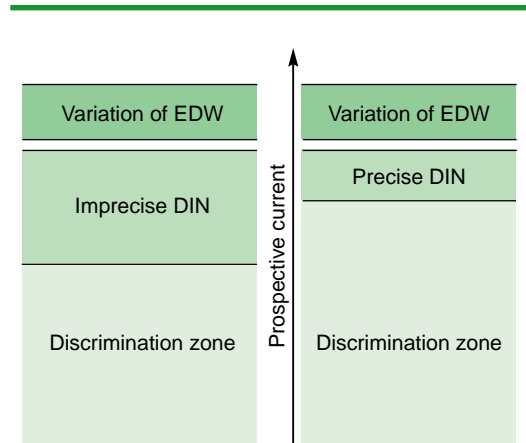 Variation of EDW
Imprecise DIN
Discrimination zone
Prospective current
Variation of EDW
Precise DIN
Discrimination zone